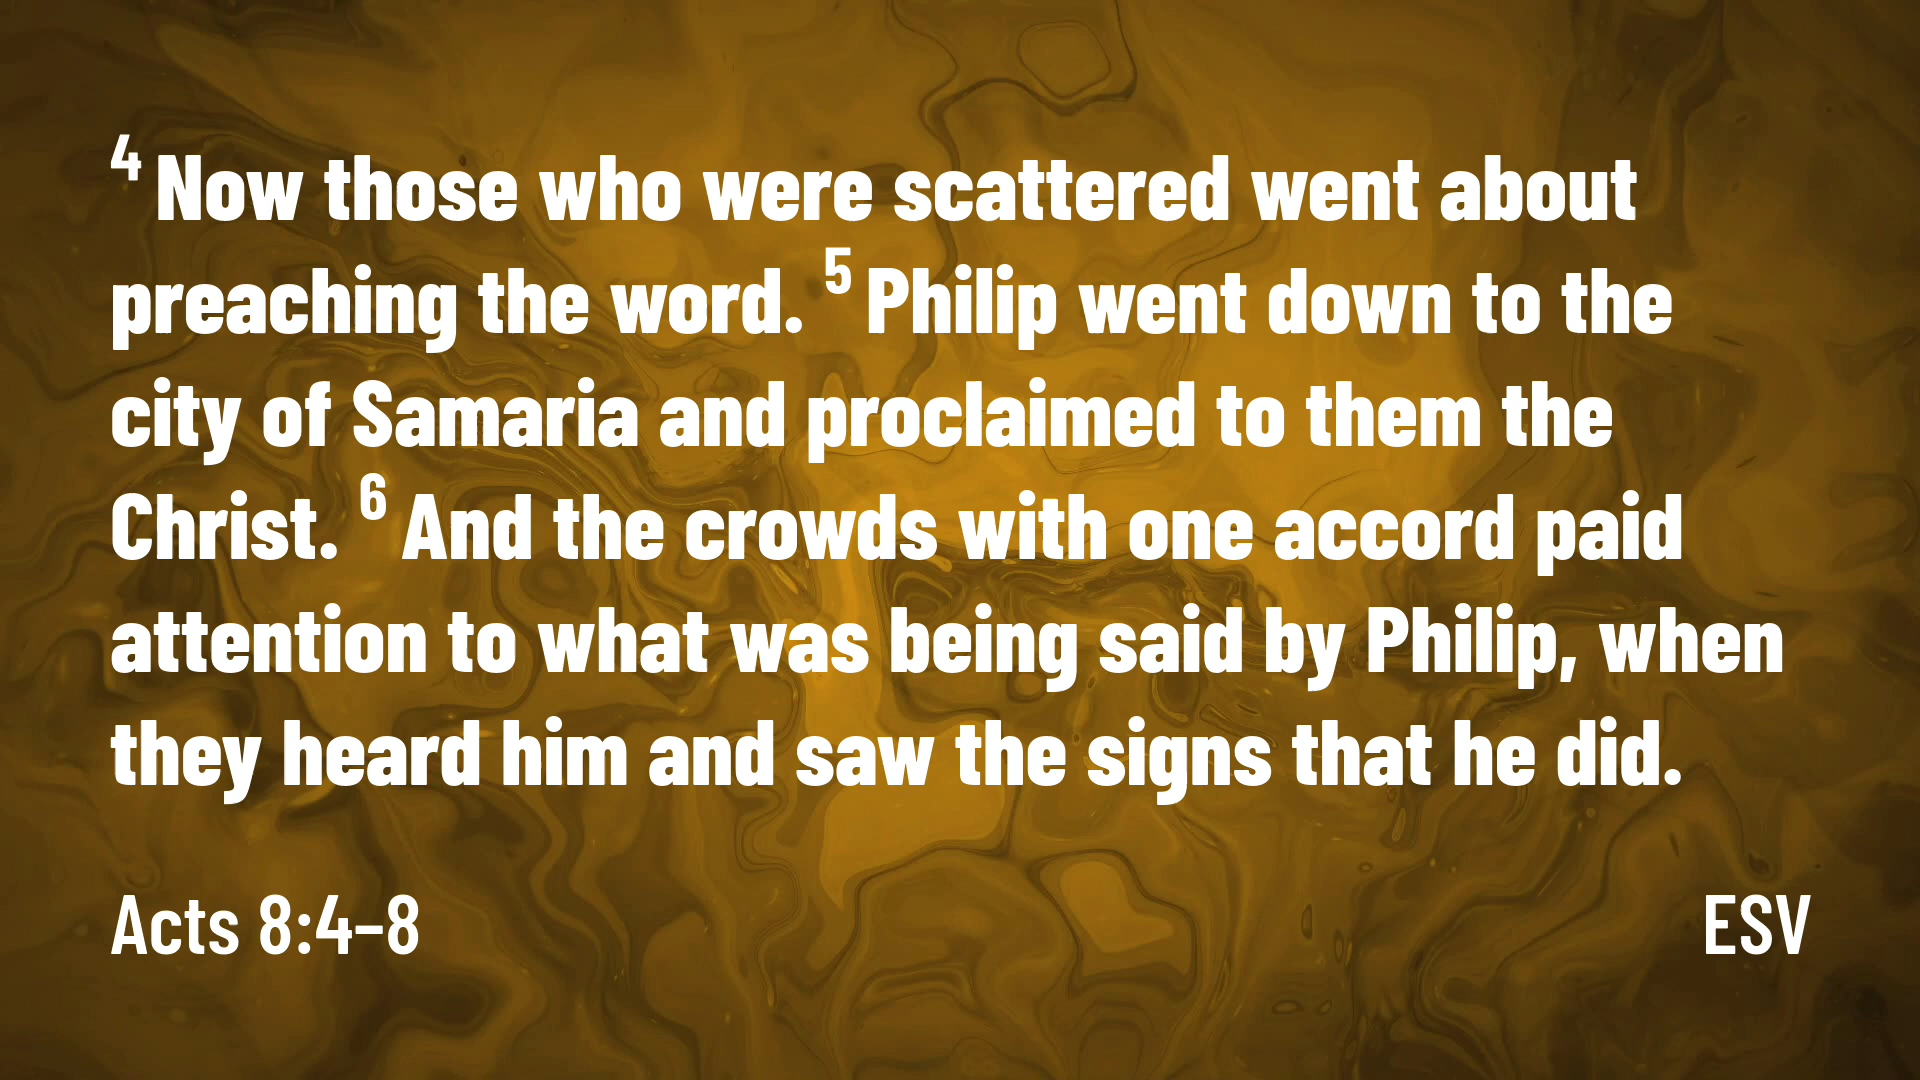 4 Now those who were scattered went about
preaching the word. 5 Philip went down to the
city of Samaria and proclaimed to them the
Christ. 6 And the crowds with one accord paid
attention to what was being said by Philip, when
they heard him and saw the signs that he did.
Acts 8:4–8
ESV